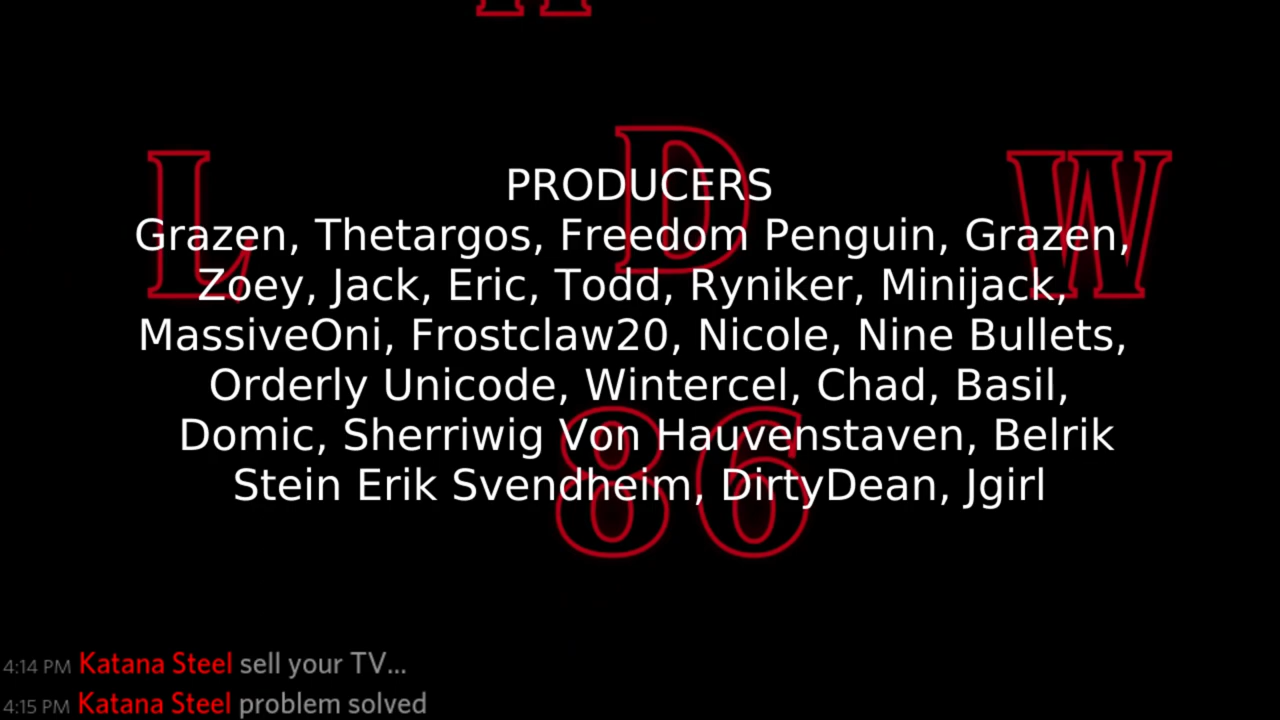 L D W
PRODUCERS
Grazen, Thetargos, Freedom Penguin, Grazen,
Zoey, Jack, Eric, Todd, Ryniker, Minijack,
MassiveOni, Frostclaw20, Nicole, Nine Bullets,
Orderly Unicode, Wintercel, Chad, Basil,
Domic, Sherriwig Von Hauvenstaven, Belrik
Stein Erik Svendheim, DirtyDean, Jgirl
86
4:14 PM Katana Steel sell your TV...
4:15 PM Katana Steel problem solved